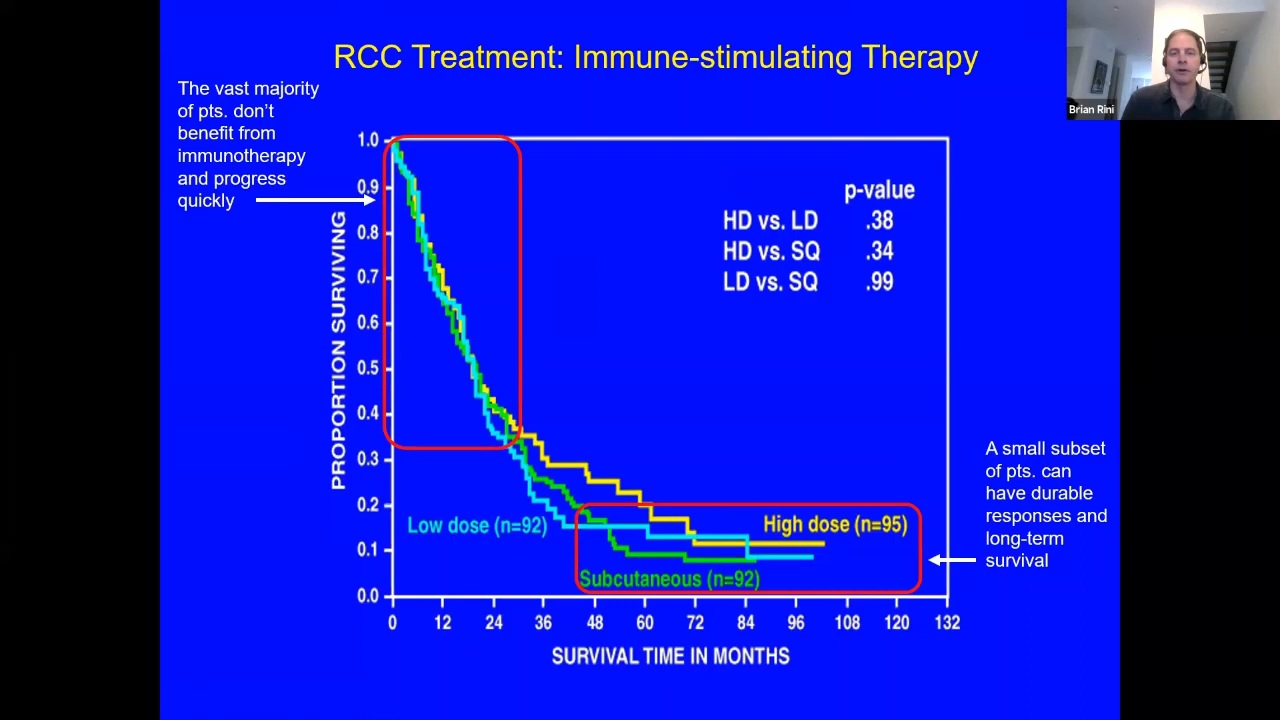 RCC Treatment: Immune-stimulating Therapy
Brian Rini
The vast majority
of pts. don’t
benefit from
immunotherapy
and progress
quickly
PROPORTION SURVIVING
1.0
0.9
0.8
0.7
0.6
0.5
0.4
0.3
0.2
0.1
0.0
p-value
HD vs. LD .38
HD vs. SQ .34
LD vs. SQ .99
Low dose (n=92)
High dose (n=95)
Subcutaneous (n=92)
A small subset
of pts. can
have durable
responses and
long-term
survival
0 12 24 36 48 60 72 84 96 108 120 132
SURVIVAL TIME IN MONTHS